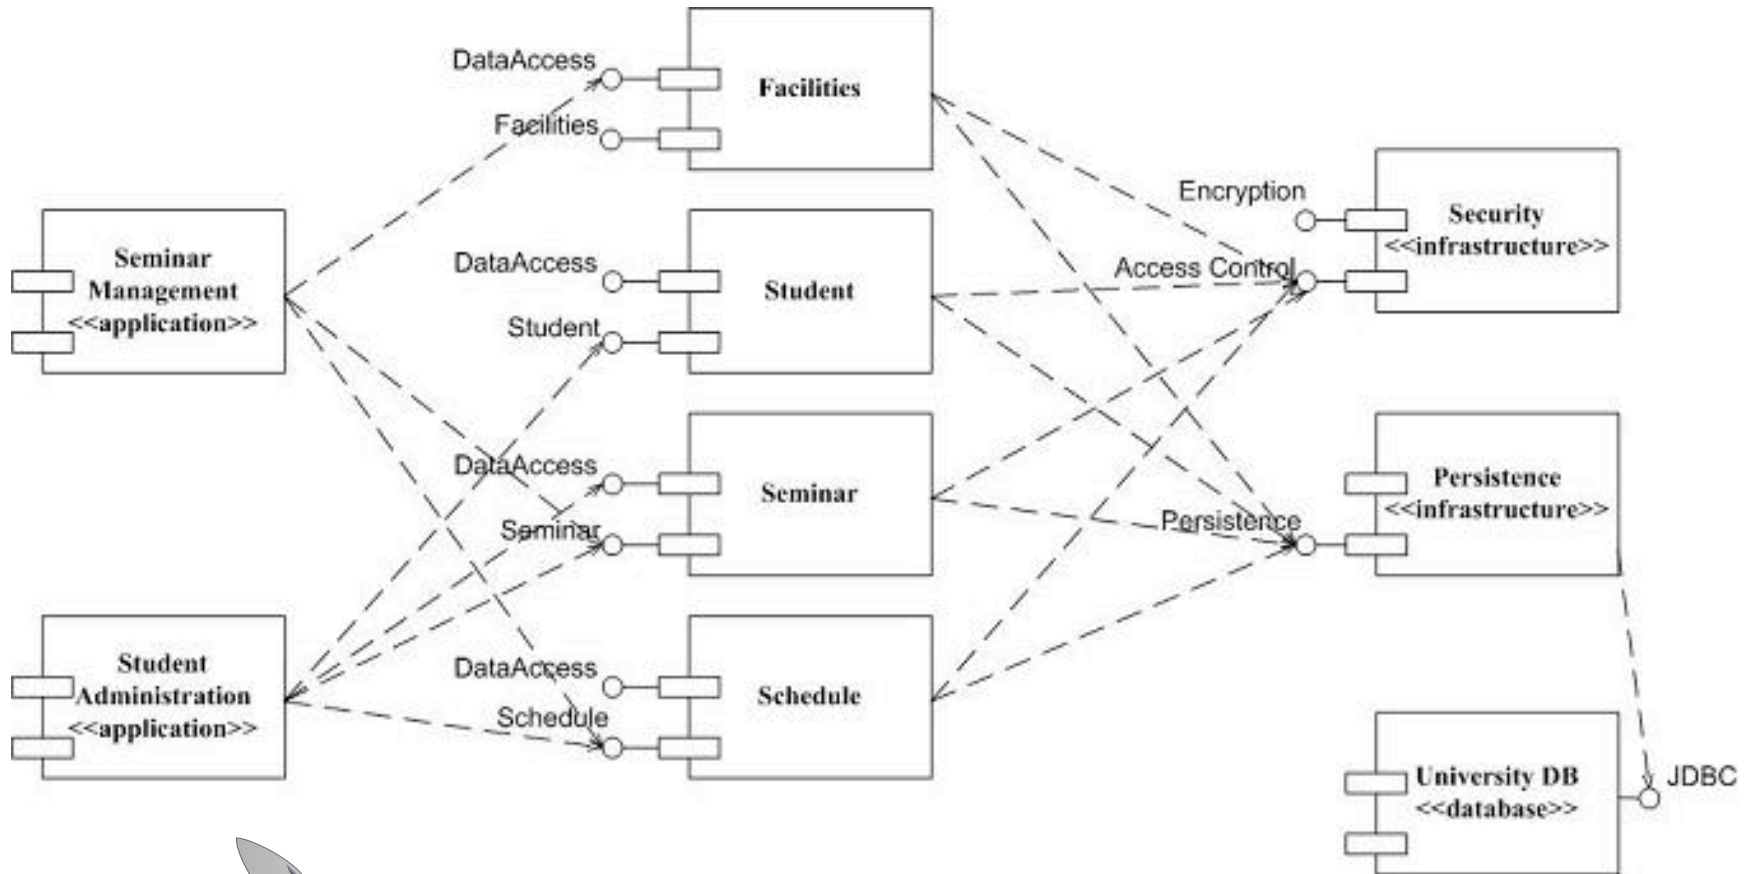 DataAccess
Facilities
Facilities
Encryption
Security
<<infrastructure>>
Access Control
Seminar
Management
<<application>>
DataAccess
Student
Student
DataAccess
Seminar
Seminar
Persistence
<<infrastructure>>
Persistence
Student
Administration
<<application>>
DataAccess
Schedule
Schedule
University DB
<<database>>
JDBC